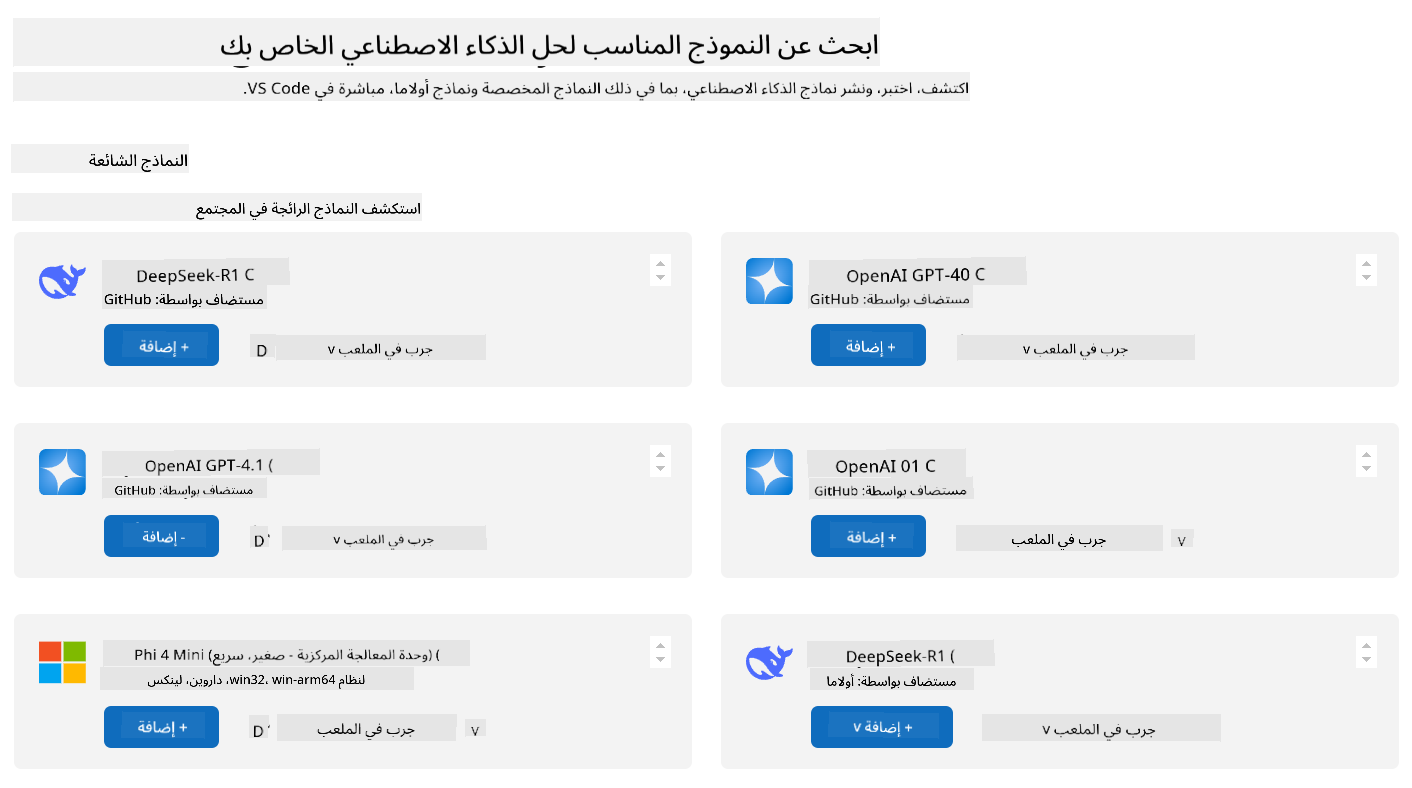 ابحث عن النموذج المناسب لحل الذكاء الاصطناعي الخاص بك
اكتشف، اختبر، ونشر نماذج الذكاء الاصطناعي، بما في ذلك النماذج المخصصة ونماذج أولاما، مباشرة في VS Code.
النماذج الشائعة
استكشف النماذج الرائجة في المجتمع
DeepSeek-R1 C
مستضاف بواسطة: GitHub
+ إضافة
D
جرب في الملعب v
OpenAI GPT-40 C
مستضاف بواسطة: GitHub
+ إضافة
جرب في الملعب v
OpenAI GPT-4.1 (
مستضاف بواسطة: GitHub
- إضافة
D'
جرب في الملعب v
OpenAI 01 C
مستضاف بواسطة: GitHub
+ إضافة
جرب في الملعب
v
Phi 4 Mini (وحدة المعالجة المركزية - صغير، سريع) (
لنظام win32، win-arm64، داروين، لينكس
+ إضافة
D'
جرب في الملعب
v
DeepSeek-R1 (
مستضاف بواسطة: أولاما
+ إضافة v
جرب في الملعب v